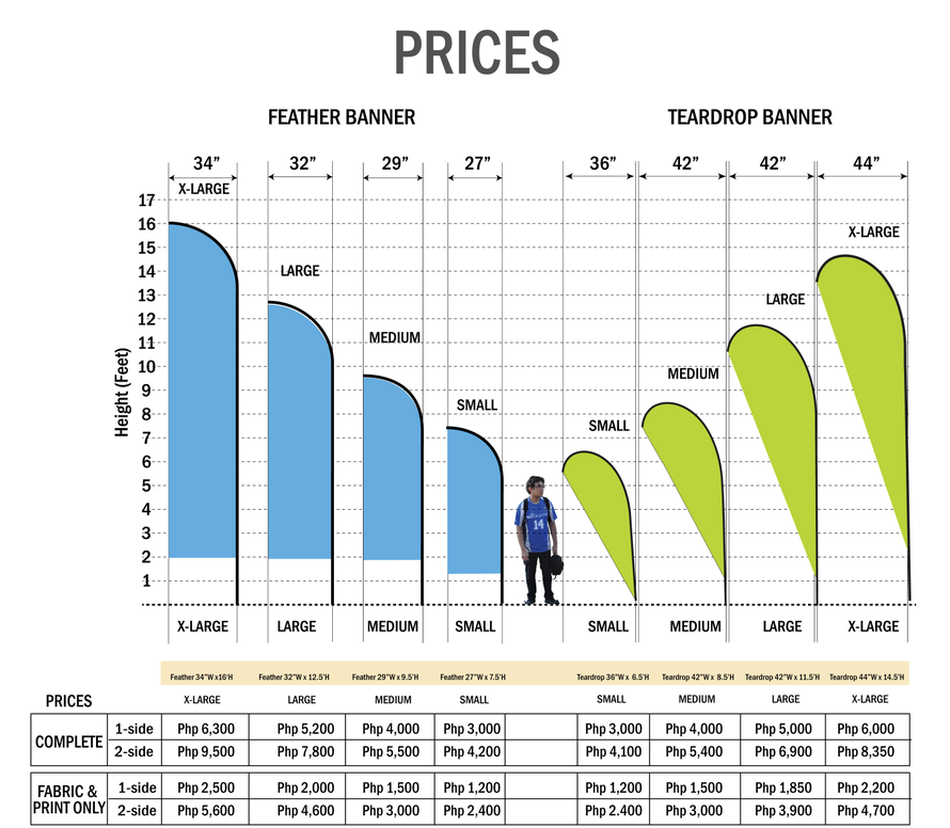 PRICES
FEATHER BANNER TEARDROP BANNER
34” 32” 29” 27” 36” 42” 42” 44”
X-LARGE
17
16
X-LARGE
15
14
LARGE
13
LARGE
12
11
MEDIUM
10
MEDIUM
9
SMALL
8
SMALL
7
6
5
4
14
3
2
1
Height (Feet)
X-LARGE LARGE MEDIUM SMALL SMALL MEDIUM LARGE X-LARGE
Feather 34"W x16'H Feather 32"W x 12.5'H Feather 29"W x 9.5'H Feather 27"W x 7.5'H Teardrop 36"W x 6.5'H Teardrop 42"W x 8.5'H Teardrop 42"W x 11.5'H Teardrop 44"W x 14.5'H
PRICES X-LARGE LARGE MEDIUM SMALL SMALL MEDIUM LARGE X-LARGE
COMPLETE
1-side Php 6,300 Php 5,200 Php 4,000 Php 3,000 Php 3,000 Php 4,000 Php 5,000 Php 6,000
2-side Php 9,500 Php 7,800 Php 5,500 Php 4,200 Php 4,100 Php 5,400 Php 6,900 Php 8,350
FABRIC &
PRINT ONLY
1-side Php 2,500 Php 2,000 Php 1,500 Php 1,200 Php 1,200 Php 1,500 Php 1,850 Php 2,200
2-side Php 5,600 Php 4,600 Php 3,000 Php 2,400 Php 2.400 Php 3,000 Php 3,900 Php 4,700